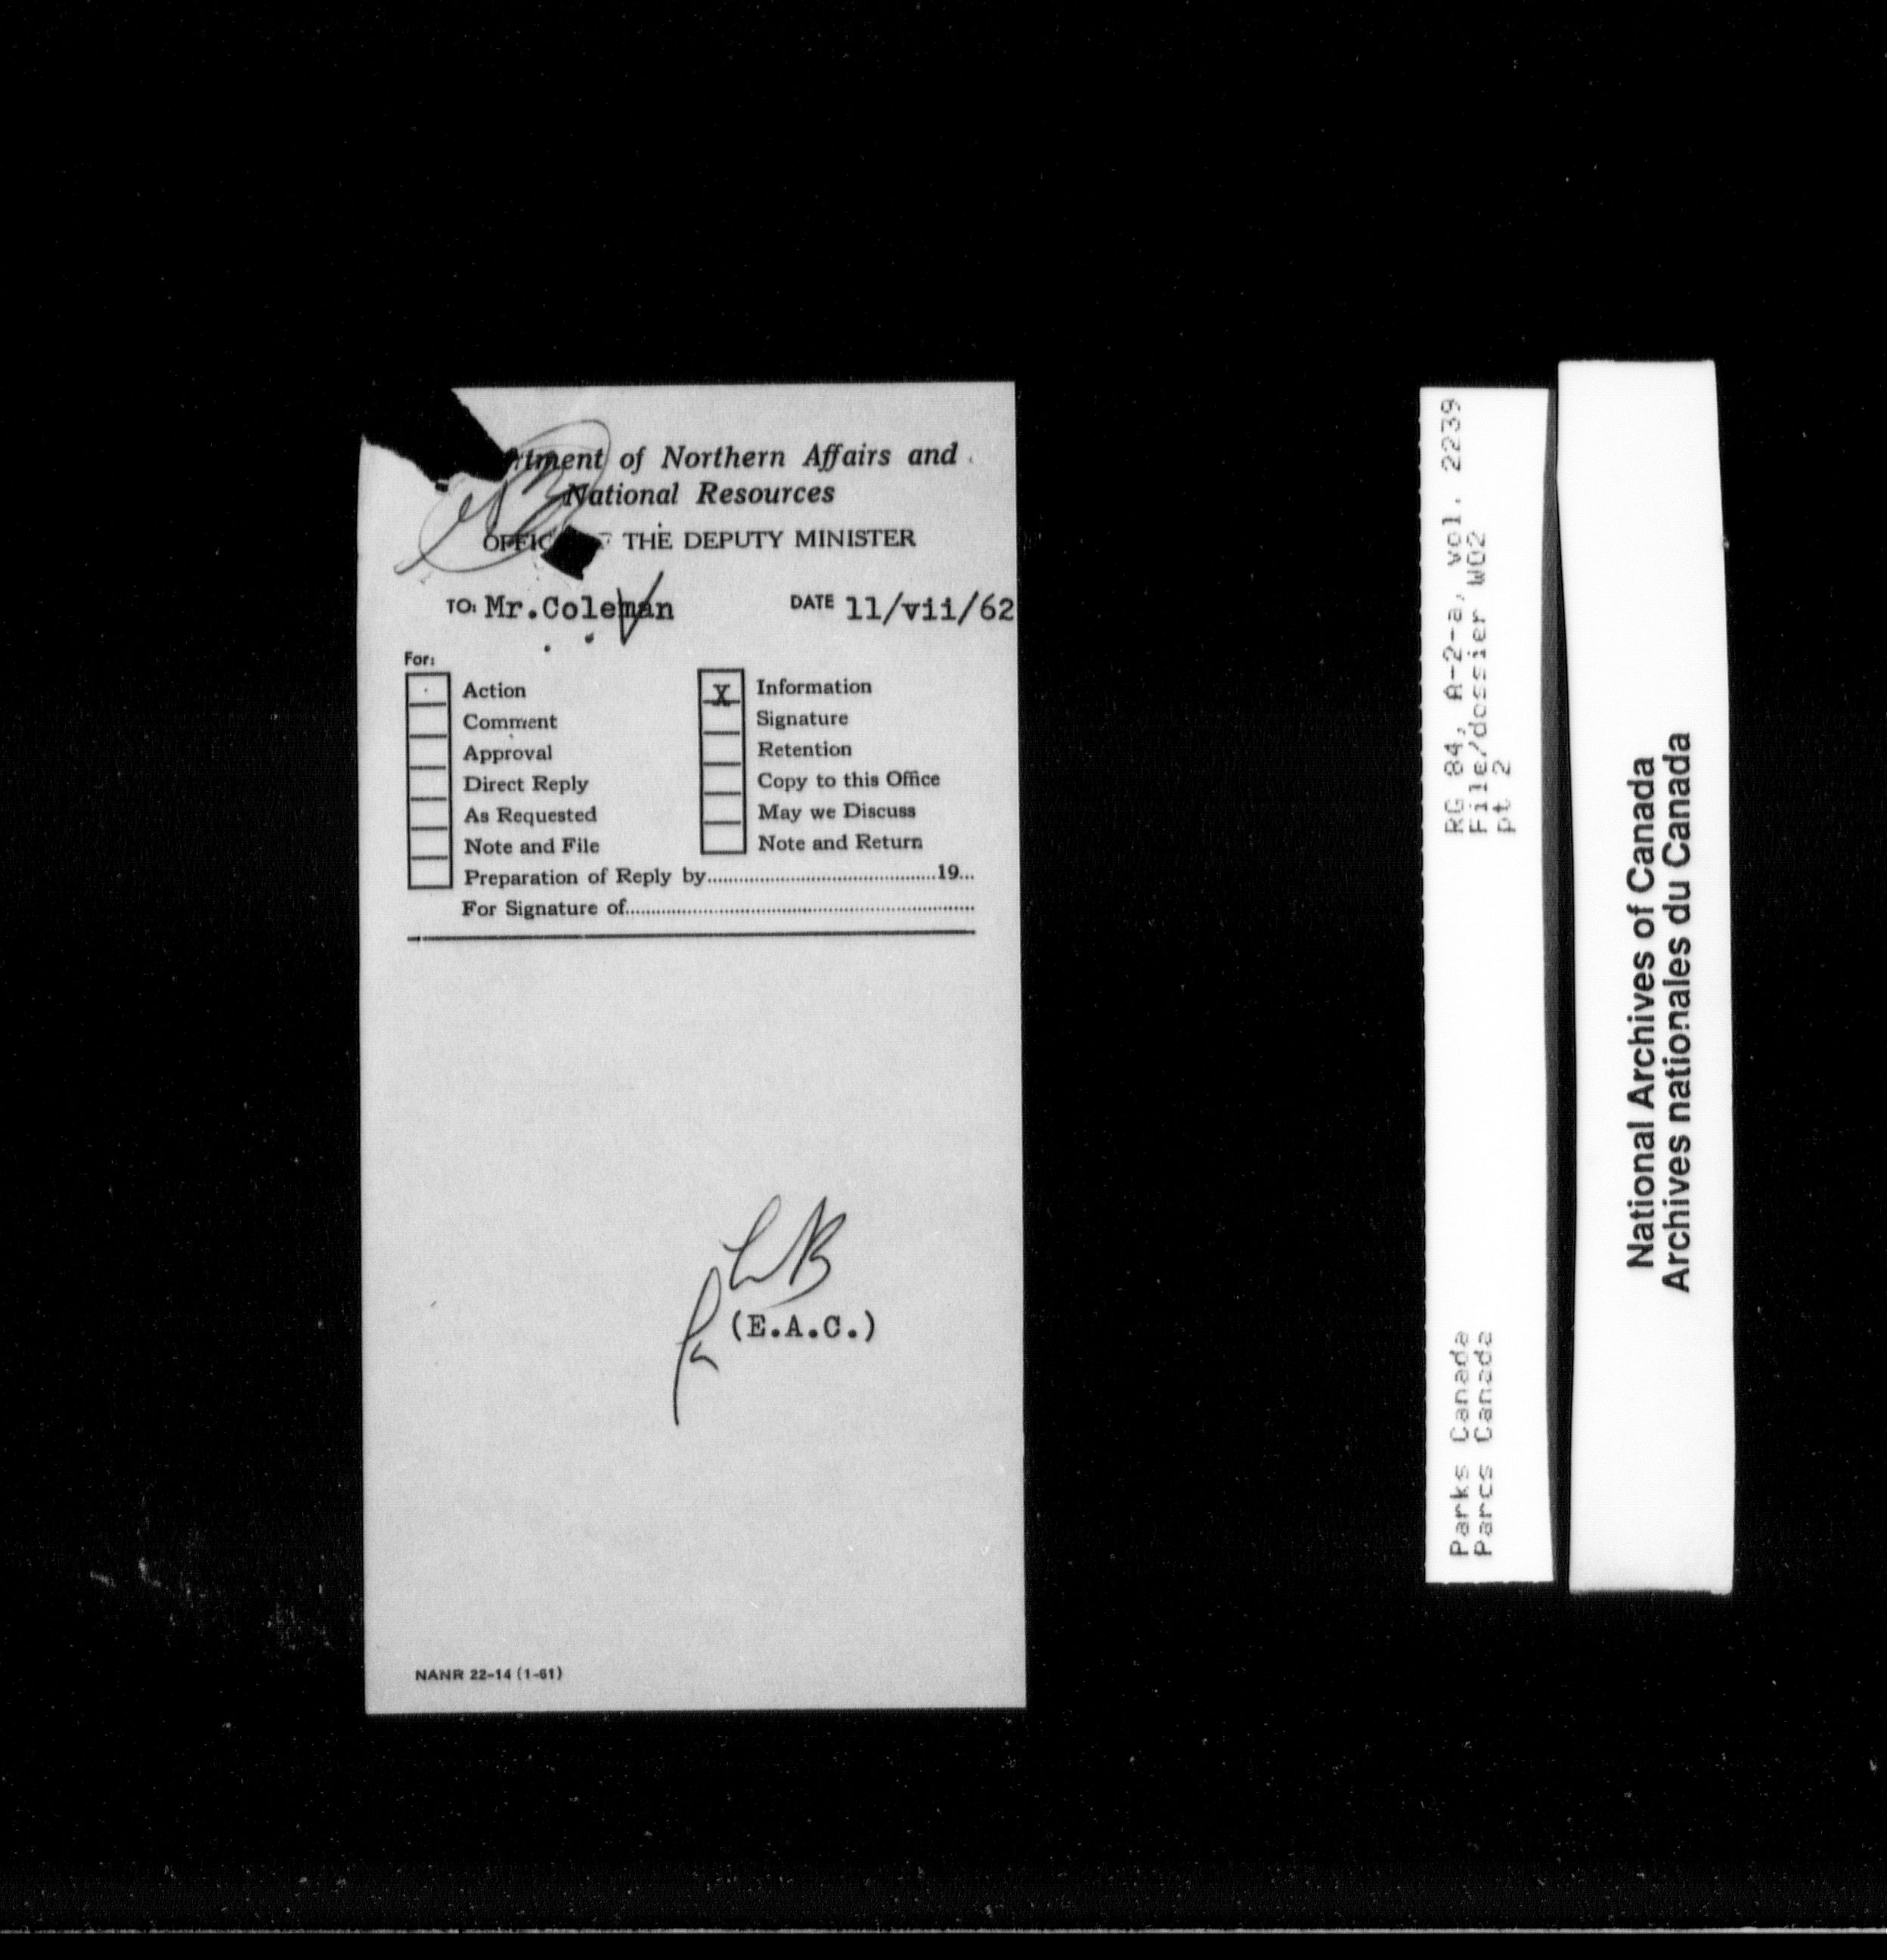 rtment of Northern Affairs and
National Resources
OFFIC F THE DEPUTY MINISTER
TO: Mr.Coleman DATE 11/vii/62
For:
Action
Comment
Approval
Direct Reply
As Requested
Note and File
Preparation of Reply by 19...
For Signature of
X Information
Signature
Retention
Copy to this Office
May we Discuss
Note and Return
(E.A.C.)
NANR 22-14 (1-61)
RG 84, A-2-a, vol. 2239
File/dossier W02
pt 2
Parks Canada
Parcs Canada
National Archives of Canada
Archives nationales du Canada